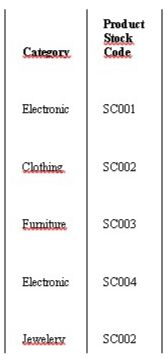 Product
Stock
Category Code
Electronic SC001
Clothing SC002
Furniture SC003
Electronic SC004
Jewelery SC002